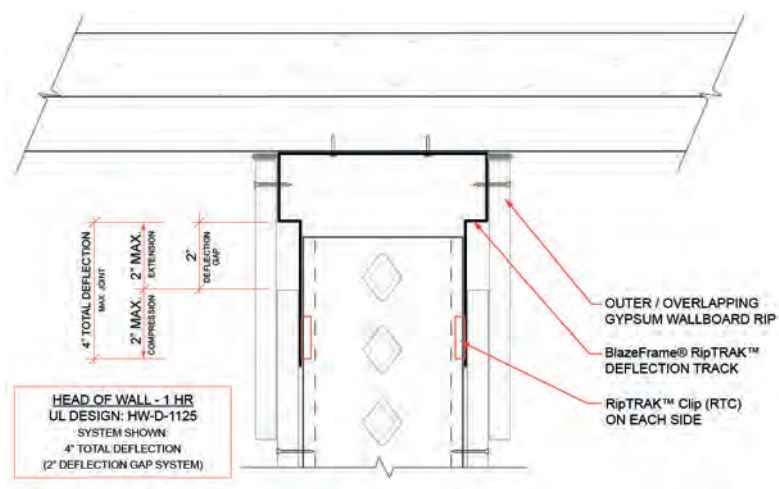 4" TOTAL DEFLECTION
MAX JOINT
2" MAX.
EXTENSION
2" MAX.
COMPRESSION
2"
DEFLECTION
GAP
OUTER / OVERLAPPING
GYPSUM WALLBOARD RIP
BlazeFrame® RipTRAK™
DEFLECTION TRACK
RipTRAK™ Clip (RTC)
ON EACH SIDE
HEAD OF WALL - 1 HR
UL DESIGN: HW-D-1125
SYSTEM SHOWN:
4" TOTAL DEFLECTION
(2" DEFLECTION GAP SYSTEM)